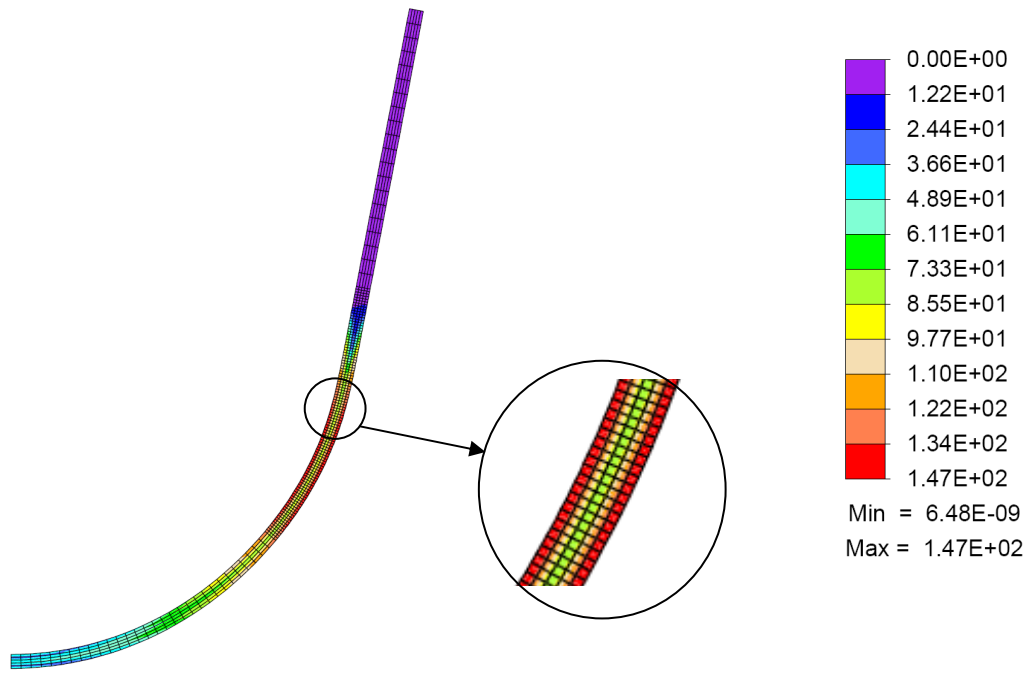 0.00E+00
1.22E+01
2.44E+01
3.66E+01
4.89E+01
6.11E+01
7.33E+01
8.55E+01
9.77E+01
1.10E+02
1.22E+02
1.34E+02
1.47E+02
Min = 6.48E-09
Max = 1.47E+02